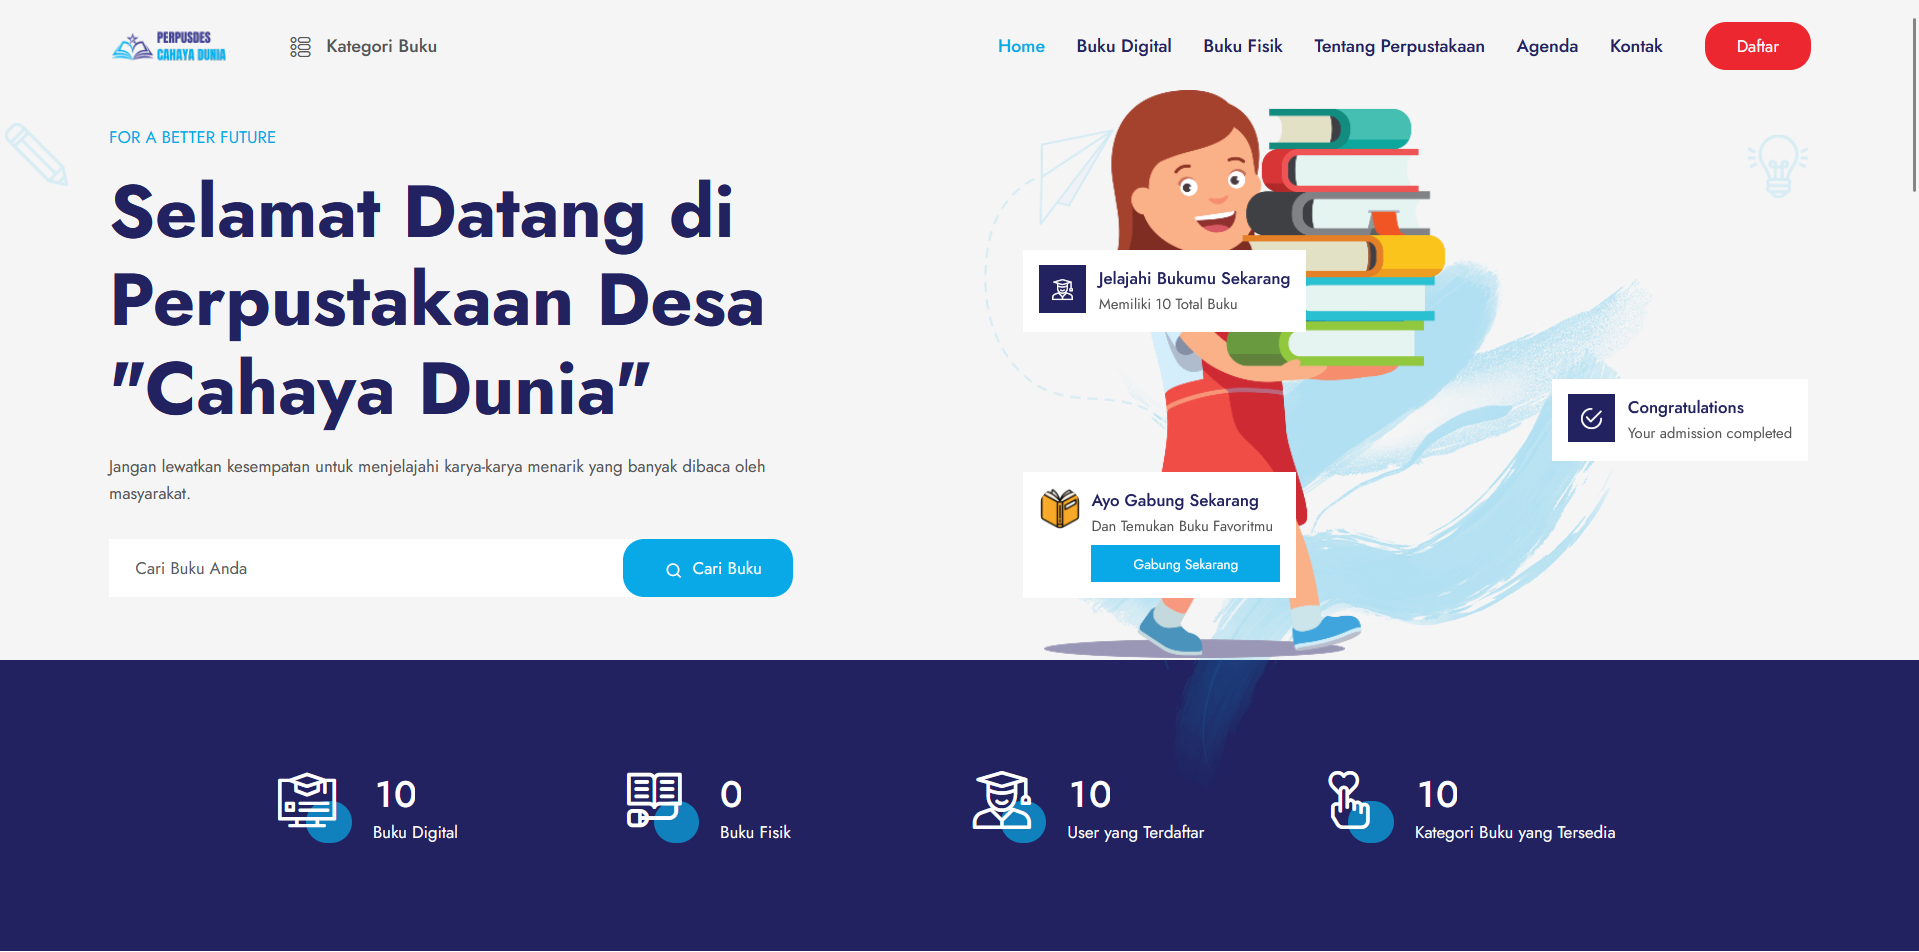 PERPUSDES
CAHAYA DUNIA
Kategori Buku
Home
Buku Digital
Buku Fisik
Tentang Perpustakaan
Agenda
Kontak
Daftar
FOR A BETTER FUTURE
Selamat Datang di
Perpustakaan Desa
"Cahaya Dunia"
Jangan lewatkan kesempatan untuk menjelajahi karya-karya menarik yang banyak dibaca oleh
masyarakat.
Cari Buku Anda
Cari Buku
Jelajahi Bukumu Sekarang
Memiliki 10 Total Buku
Congratulations
Your admission completed
Ayo Gabung Sekarang
Dan Temukan Buku Favoritmu
Gabung Sekarang
10
Buku Digital
0
Buku Fisik
10
User yang Terdaftar
10
Kategori Buku yang Tersedia